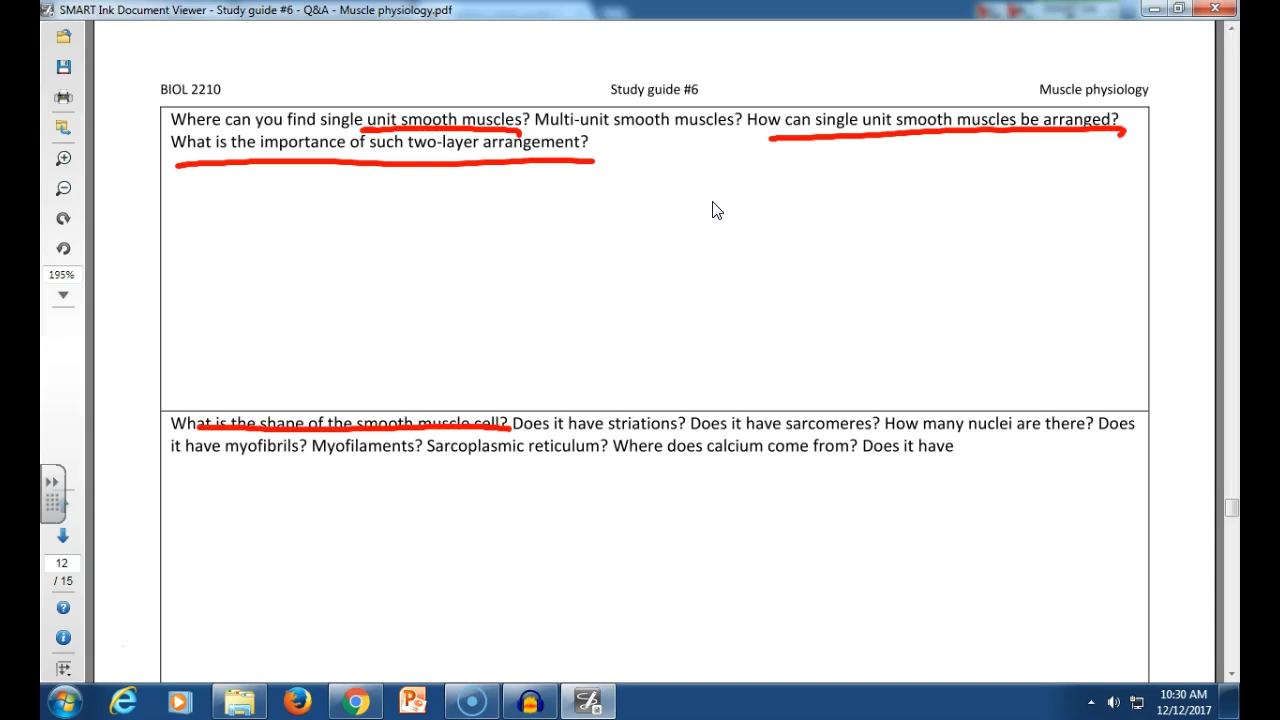 SMART Ink Document Viewer - Study guide #6 - Q&A - Muscle physiology.pdf
BIOL 2210 Study guide #6 Muscle physiology
Where can you find single unit smooth muscles? Multi-unit smooth muscles? How can single unit smooth muscles be arranged?
What is the importance of such two-layer arrangement?
195%
What is the shape of the smooth muscle cell? Does it have striations? Does it have sarcomeres? How many nuclei are there? Does
it have myofibrils? Myofilaments? Sarcoplasmic reticulum? Where does calcium come from? Does it have
12
/ 15
10:30 AM
12/12/2017